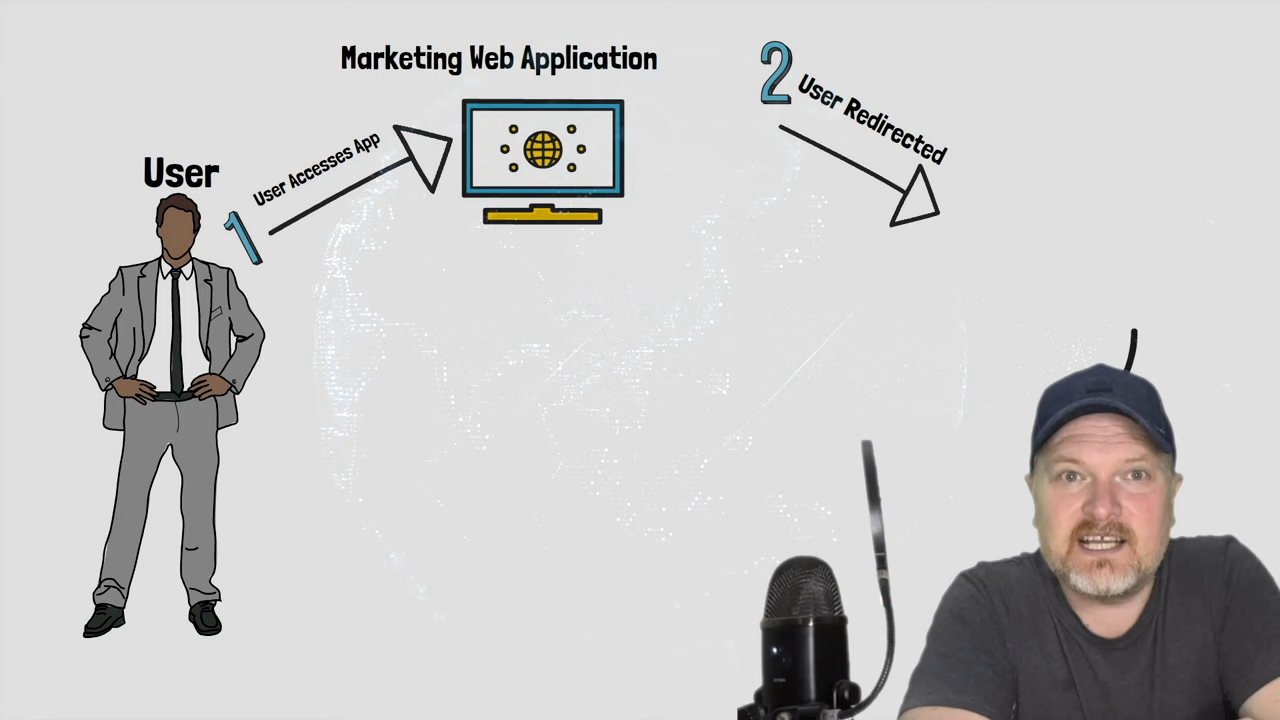 Marketing Web Application
2
User Redirected
User Accesses App
User
1